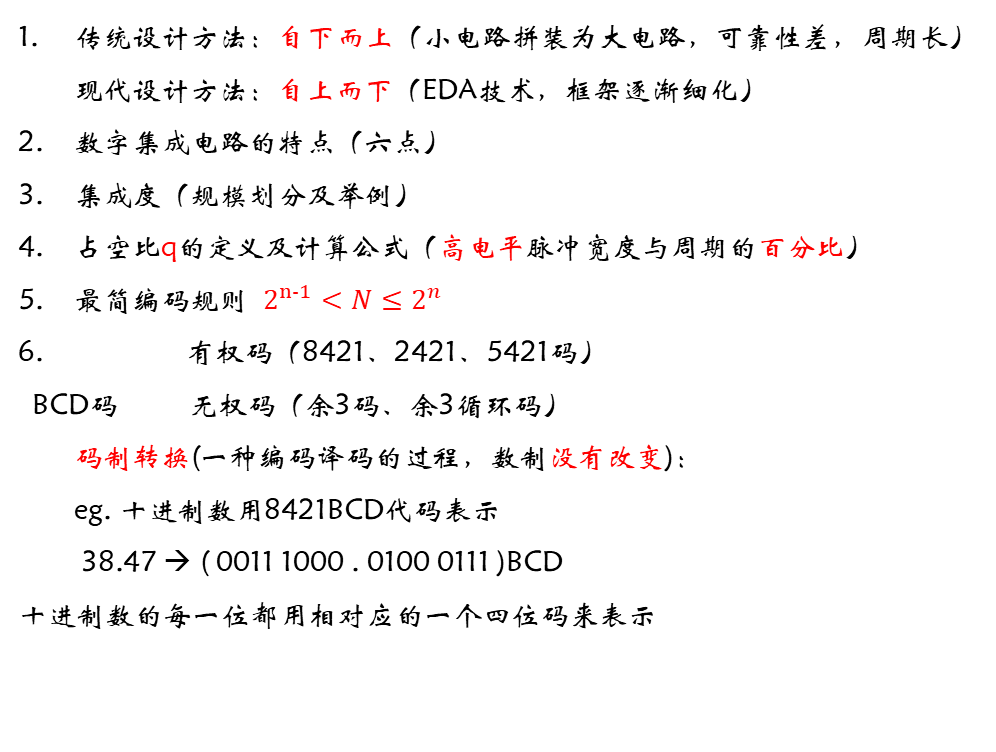 1. 传统设计方法：自下而上（小电路拼装为大电路，可靠性差，周期长）
现代设计方法：自上而下（EDA技术，框架逐渐细化）
2. 数字集成电路的特点（六点）
3. 集成度（规模划分及举例）
4. 占空比q的定义及计算公式（高电平脉冲宽度与周期的百分比）
5. 最简编码规则 2ⁿ⁻¹ < N ≤ 2ⁿ
6. 有权码（8421、2421、5421码）
BCD码 无权码（余3码、余3循环码）
码制转换(一种编码译码的过程，数制没有改变)：
eg. 十进制数用8421BCD代码表示
38.47 → ( 0011 1000 . 0100 0111 )BCD
十进制数的每一位都用相对应的一个四位码来表示